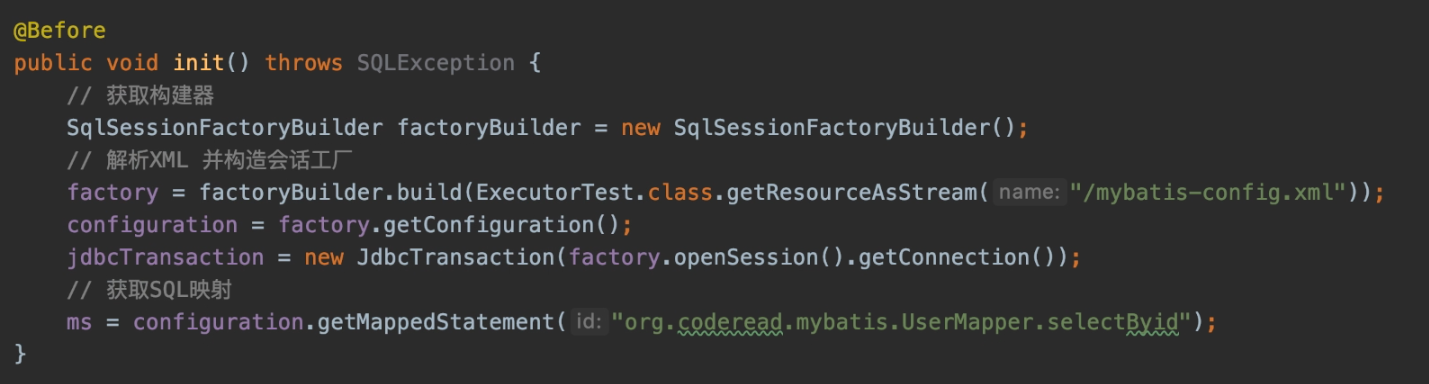 @Before
public void init() throws SQLException {
// 获取构建器
SqlSessionFactoryBuilder factoryBuilder = new SqlSessionFactoryBuilder();
// 解析XML 并构造会话工厂
factory = factoryBuilder.build(ExecutorTest.class.getResourceAsStream( name: "/mybatis-config.xml"));
configuration = factory.getConfiguration();
jdbcTransaction = new JdbcTransaction(factory.openSession().getConnection());
// 获取SQL映射
ms = configuration.getMappedStatement( id: "org.coderead.mybatis.UserMapper.selectByid");
}